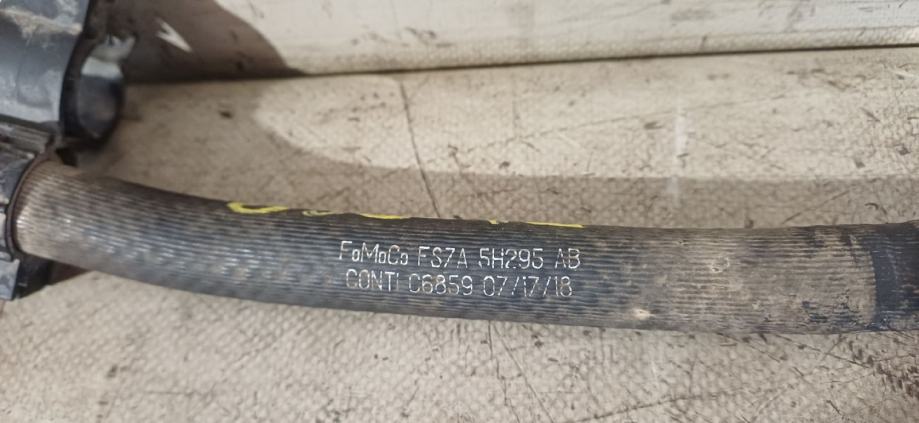 FoMoCo FS7A 5H295 AB
CONTI C6859 07/17/18